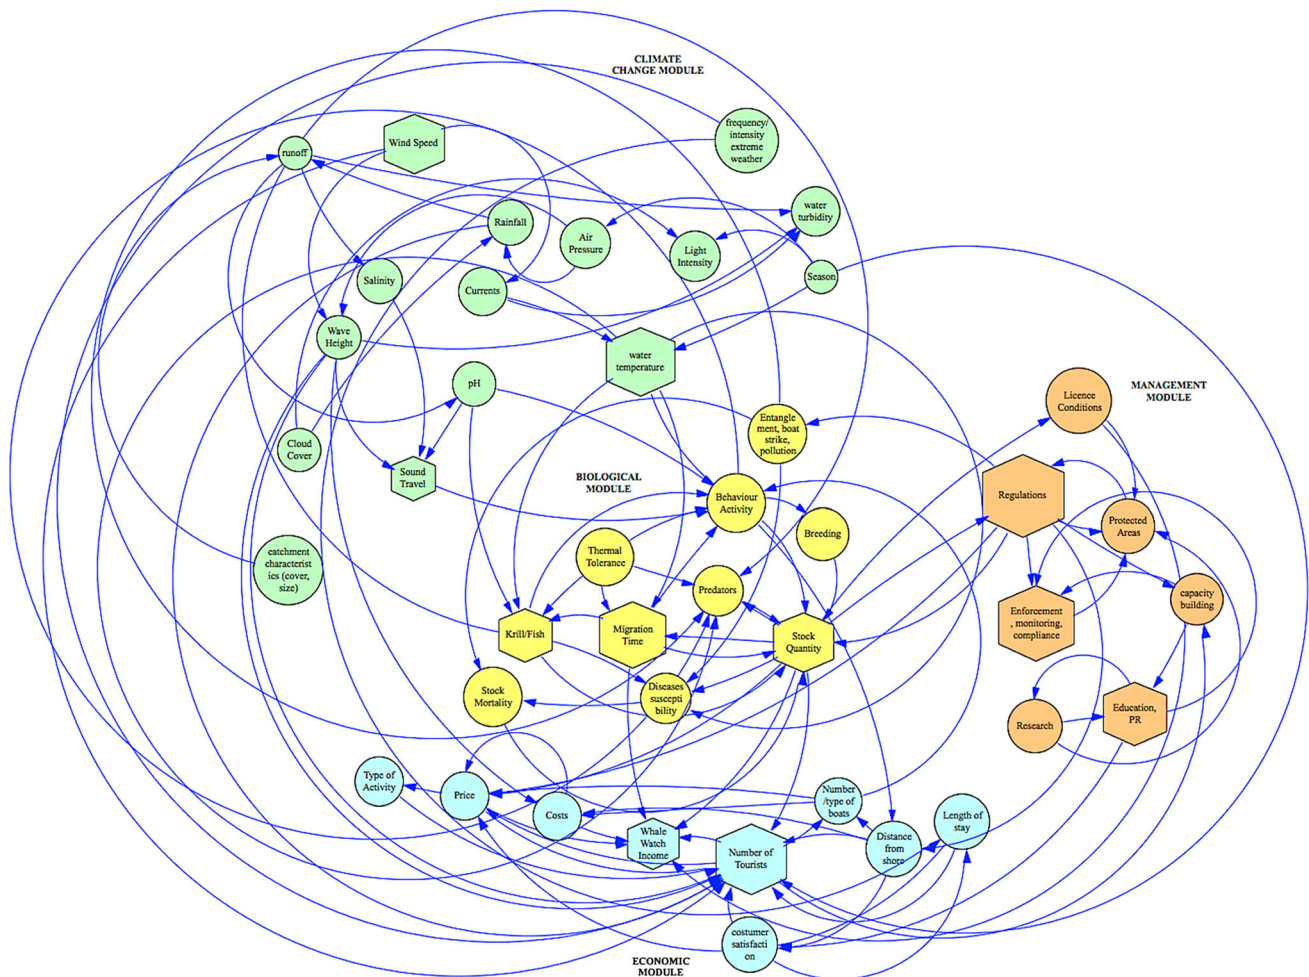 CLIMATE
CHANGE MODULE
frequency/
intensity
extreme
weather
Wind Speed
runoff
water
turbidity
Rainfall
Air
Pressure
Light
Intensity
Season
Salinity
Currents
Wave
Height
water
temperature
pH
Cloud
Cover
Sound
Travel
catchment
characterist
ics (cover,
size)
MANAGEMENT
MODULE
Licence
Conditions
Regulations
Protected
Areas
Enforcement
, monitoring,
compliance
capacity
building
Research
Education,
PR
BIOLOGICAL
MODULE
Entangle
ment, boat
strike,
pollution
Behaviour
Activity
Breeding
Thermal
Tolerance
Predators
Krill/Fish
Migration
Time
Stock
Quantity
Stock
Mortality
Diseases
suscepti
bility
Type of
Activity
Price
Costs
Whale
Watch
Income
Number of
Tourists
Number
/type of
boats
Distance
from
shore
Length of
stay
costumer
satisfacti
on
ECONOMIC
MODULE